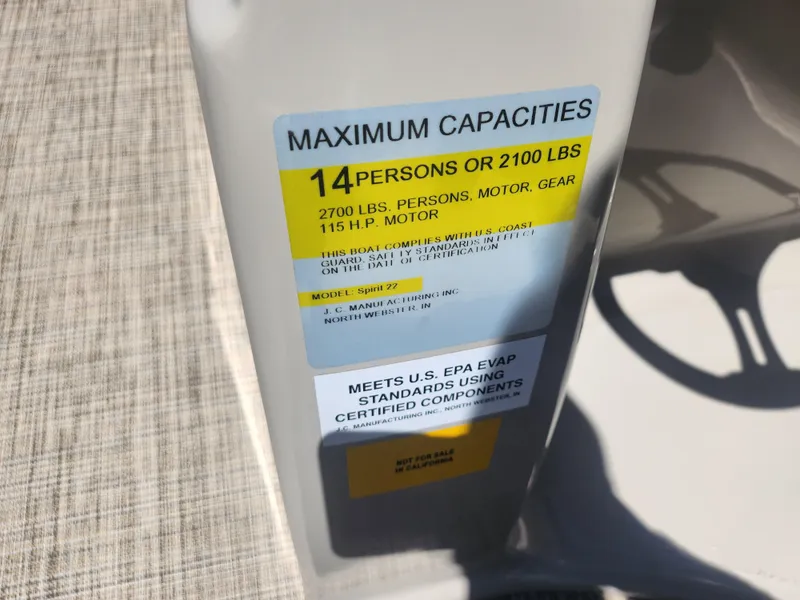 MAXIMUM CAPACITIES
14 PERSONS OR 2100 LBS
2700 LBS. PERSONS, MOTOR, GEAR
115 H.P. MOTOR
THIS BOAT COMPLIES WITH U.S. COAST
GUARD. SAFETY STANDARDS IN EFFECT
ON THE DATE OF CERTIFICATION
MODEL: Spirit 22
J. C. MANUFACTURING INC
NORTH WEBSTER, IN
MEETS U.S. EPA EVAP
STANDARDS USING
CERTIFIED COMPONENTS
J.C. MANUFACTURING INC., NORTH WEBSTER, IN
NOT FOR SALE
IN CALIFORNIA